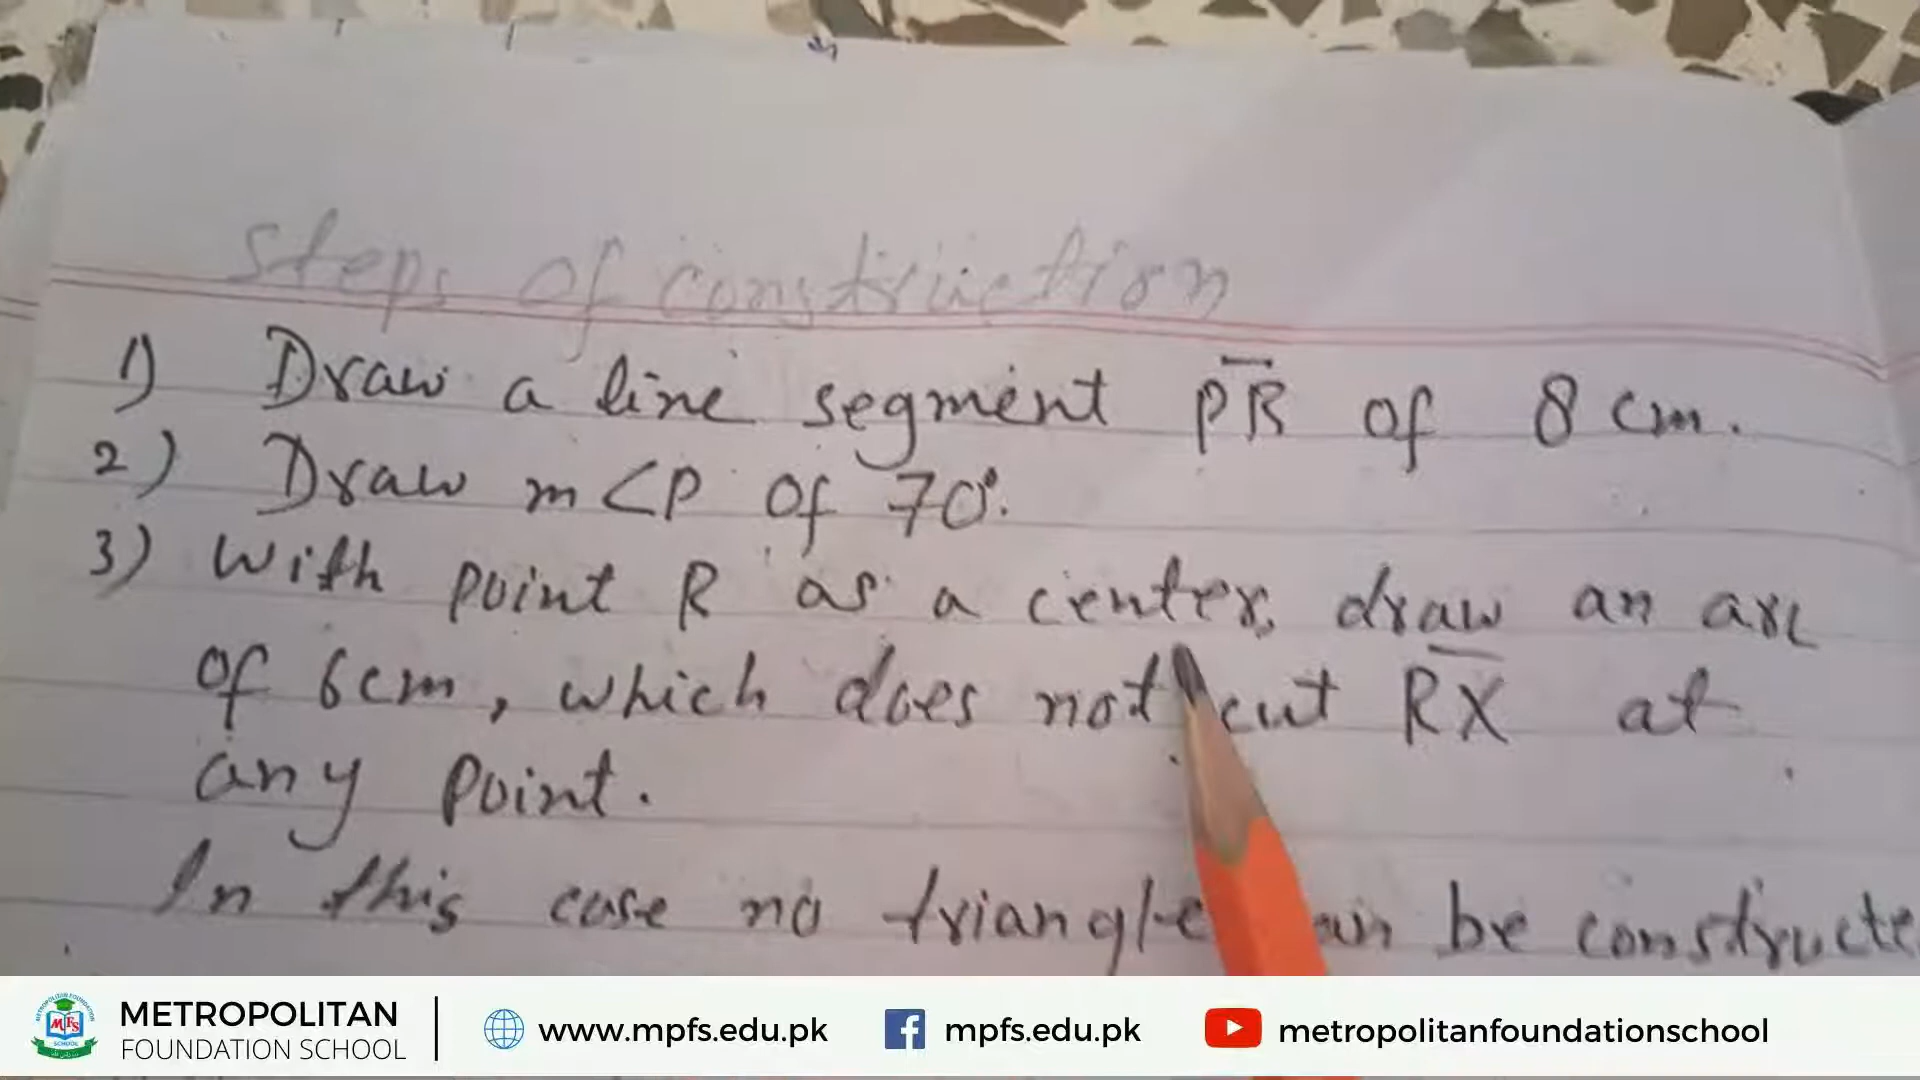 Steps of construction
1) Draw a line segment PR of 8 cm.
2) Draw m<P of 70°.
3) With point R as a center, draw an arc
of 6cm, which does not cut RX at
any point.
In this case no triangle can be constructe
METROPOLITAN
FOUNDATION SCHOOL
www.mpfs.edu.pk
mpfs.edu.pk
metropolitanfoundationschool
MFS
SCHOOL